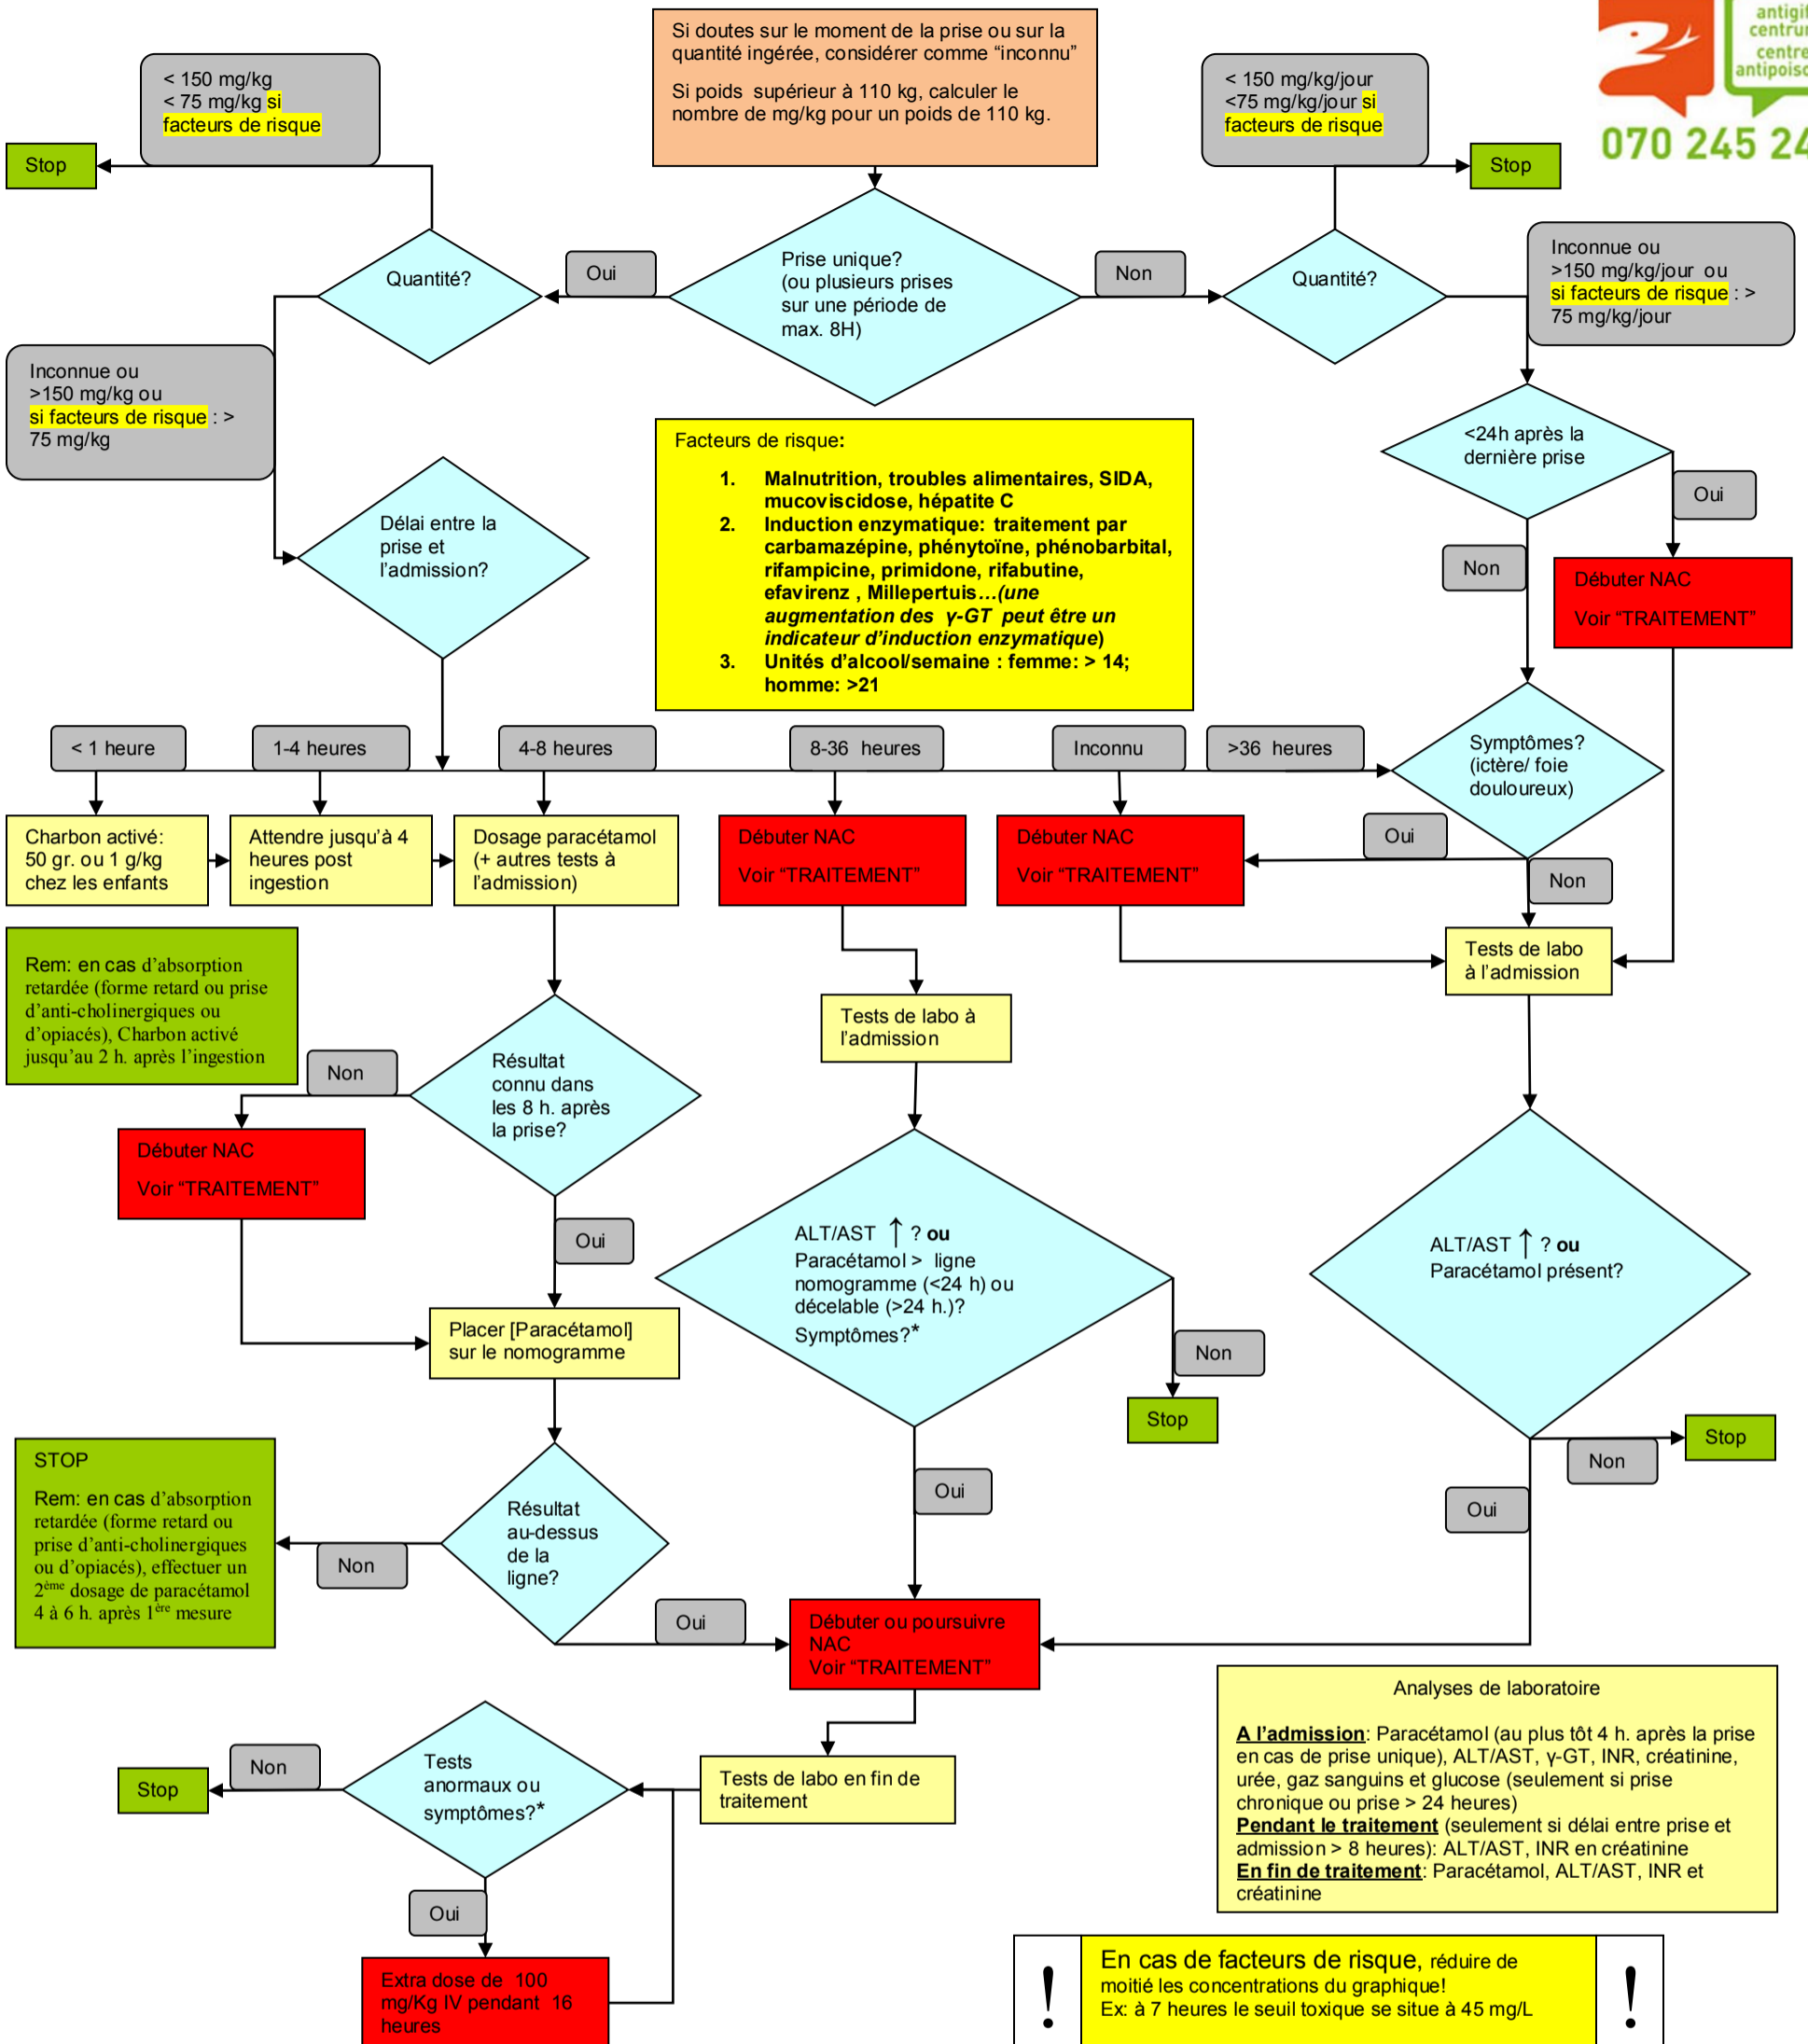 Si doutes sur le moment de la prise ou sur la
quantité ingérée, considérer comme “inconnu”
Si poids supérieur à 110 kg, calculer le
nombre de mg/kg pour un poids de 110 kg.
antigif
centrum
centre
antipoison
070 245 24
< 150 mg/kg
< 75 mg/kg si
facteurs de risque
< 150 mg/kg/jour
<75 mg/kg/jour si
facteurs de risque
Stop
Stop
Quantité?
Oui
Prise unique?
(ou plusieurs prises
sur une période de
max. 8H)
Non
Quantité?
Inconnue ou
>150 mg/kg/jour ou
si facteurs de risque : >
75 mg/kg/jour
Inconnue ou
>150 mg/kg ou
si facteurs de risque : >
75 mg/kg
Facteurs de risque:
1. Malnutrition, troubles alimentaires, SIDA,
mucoviscidose, hépatite C
2. Induction enzymatique: traitement par
carbamazépine, phénytoïne, phénobarbital,
rifampicine, primidone, rifabutine,
efavirenz , Millepertuis…(une
augmentation des γ-GT peut être un
indicateur d’induction enzymatique)
3. Unités d’alcool/semaine : femme: > 14;
homme: >21
<24h après la
dernière prise
Oui
Non
Débuter NAC
Voir “TRAITEMENT”
Délai entre la
prise et
l’admission?
< 1 heure
1-4 heures
4-8 heures
8-36 heures
Inconnu
>36 heures
Symptômes?
(ictère/ foie
douloureux)
Charbon activé:
50 gr. ou 1 g/kg
chez les enfants
Attendre jusqu’à 4
heures post
ingestion
Dosage paracétamol
(+ autres tests à
l’admission)
Débuter NAC
Voir “TRAITEMENT”
Débuter NAC
Voir “TRAITEMENT”
Oui
Non
Rem: en cas d’absorption
retardée (forme retard ou prise
d’anti-cholinergiques ou
d’opiacés), Charbon activé
jusqu’au 2 h. après l’ingestion
Tests de labo
à l’admission
Tests de labo à
l’admission
Non
Résultat
connu dans
les 8 h. après
la prise?
Débuter NAC
Voir “TRAITEMENT”
Oui
ALT/AST ↑ ? ou
Paracétamol > ligne
nomogramme (<24 h) ou
décelable (>24 h.)?
Symptômes?*
ALT/AST ↑ ? ou
Paracétamol présent?
Placer [Paracétamol]
sur le nomogramme
Non
Stop
Stop
Non
Oui
Oui
STOP
Rem: en cas d’absorption
retardée (forme retard ou
prise d’anti-cholinergiques
ou d’opiacés), effectuer un
2ème dosage de paracétamol
4 à 6 h. après 1ère mesure
Non
Résultat
au-dessus
de la
ligne?
Oui
Débuter ou poursuivre
NAC
Voir “TRAITEMENT”
Analyses de laboratoire
A l’admission: Paracétamol (au plus tôt 4 h. après la prise
en cas de prise unique), ALT/AST, γ-GT, INR, créatinine,
urée, gaz sanguins et glucose (seulement si prise
chronique ou prise > 24 heures)
Pendant le traitement (seulement si délai entre prise et
admission > 8 heures): ALT/AST, INR en créatinine
En fin de traitement: Paracétamol, ALT/AST, INR et
créatinine
Stop
Non
Tests
anormaux ou
symptômes?*
Tests de labo en fin de
traitement
Oui
Extra dose de 100
mg/Kg IV pendant 16
heures
!
En cas de facteurs de risque, réduire de
moitié les concentrations du graphique!
Ex: à 7 heures le seuil toxique se situe à 45 mg/L
!